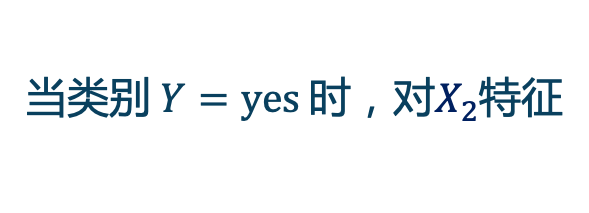 当类别 Y = yes 时，对X₂特征